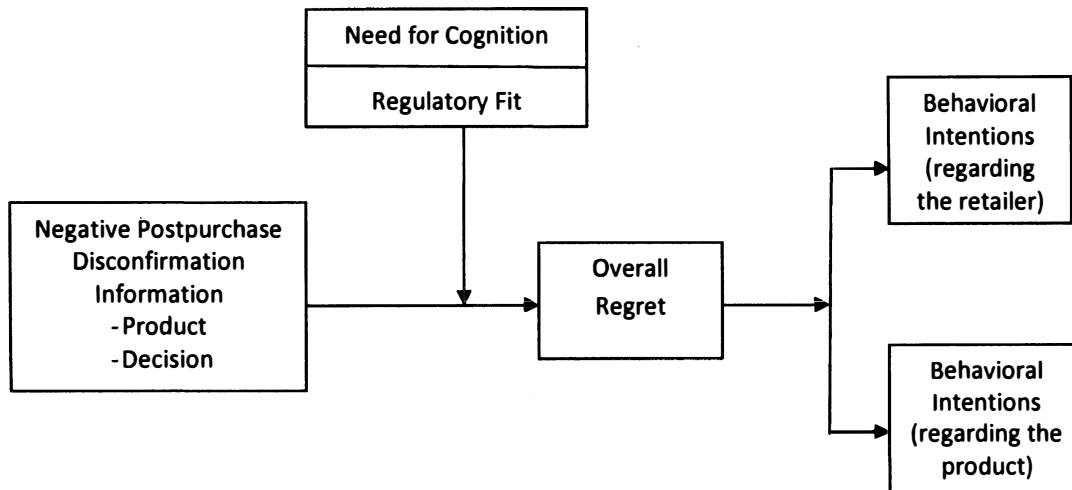 Need for Cognition
Regulatory Fit
Negative Postpurchase
Disconfirmation
Information
-Product
-Decision
Overall
Regret
Behavioral
Intentions
(regarding
the retailer)
Behavioral
Intentions
(regarding the
product)